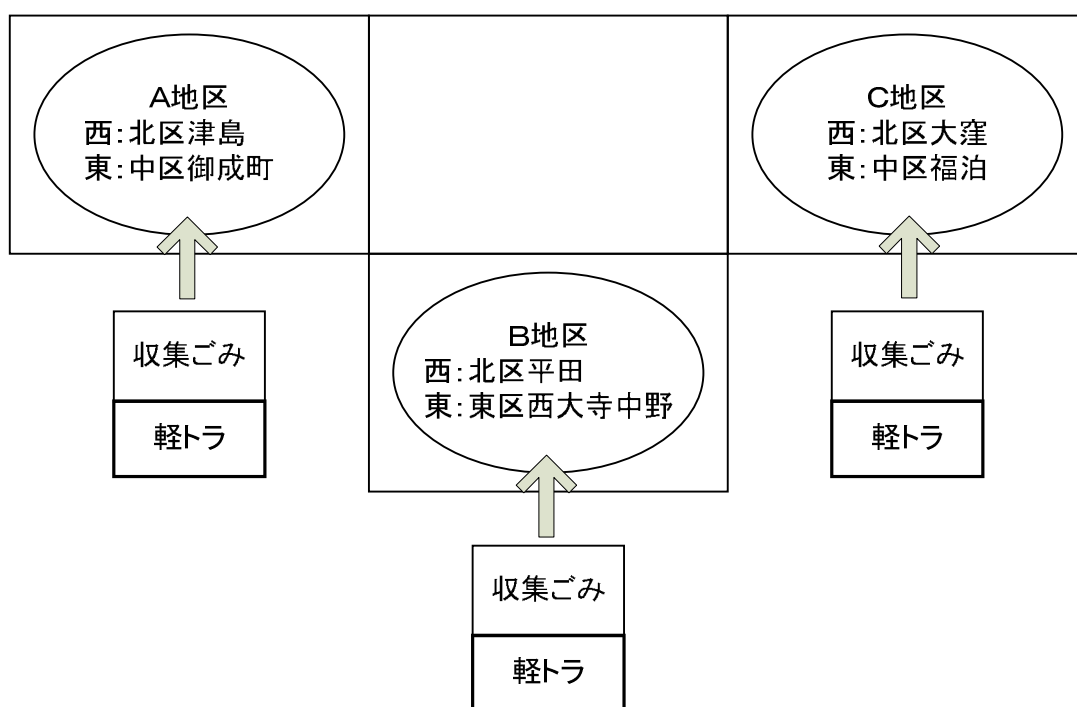 A地区
西:北区津島
東:中区御成町
C地区
西:北区大窪
東:中区福泊
収集ごみ
軽トラ
B地区
西:北区平田
東:東区西大寺中野
収集ごみ
軽トラ
収集ごみ
軽トラ